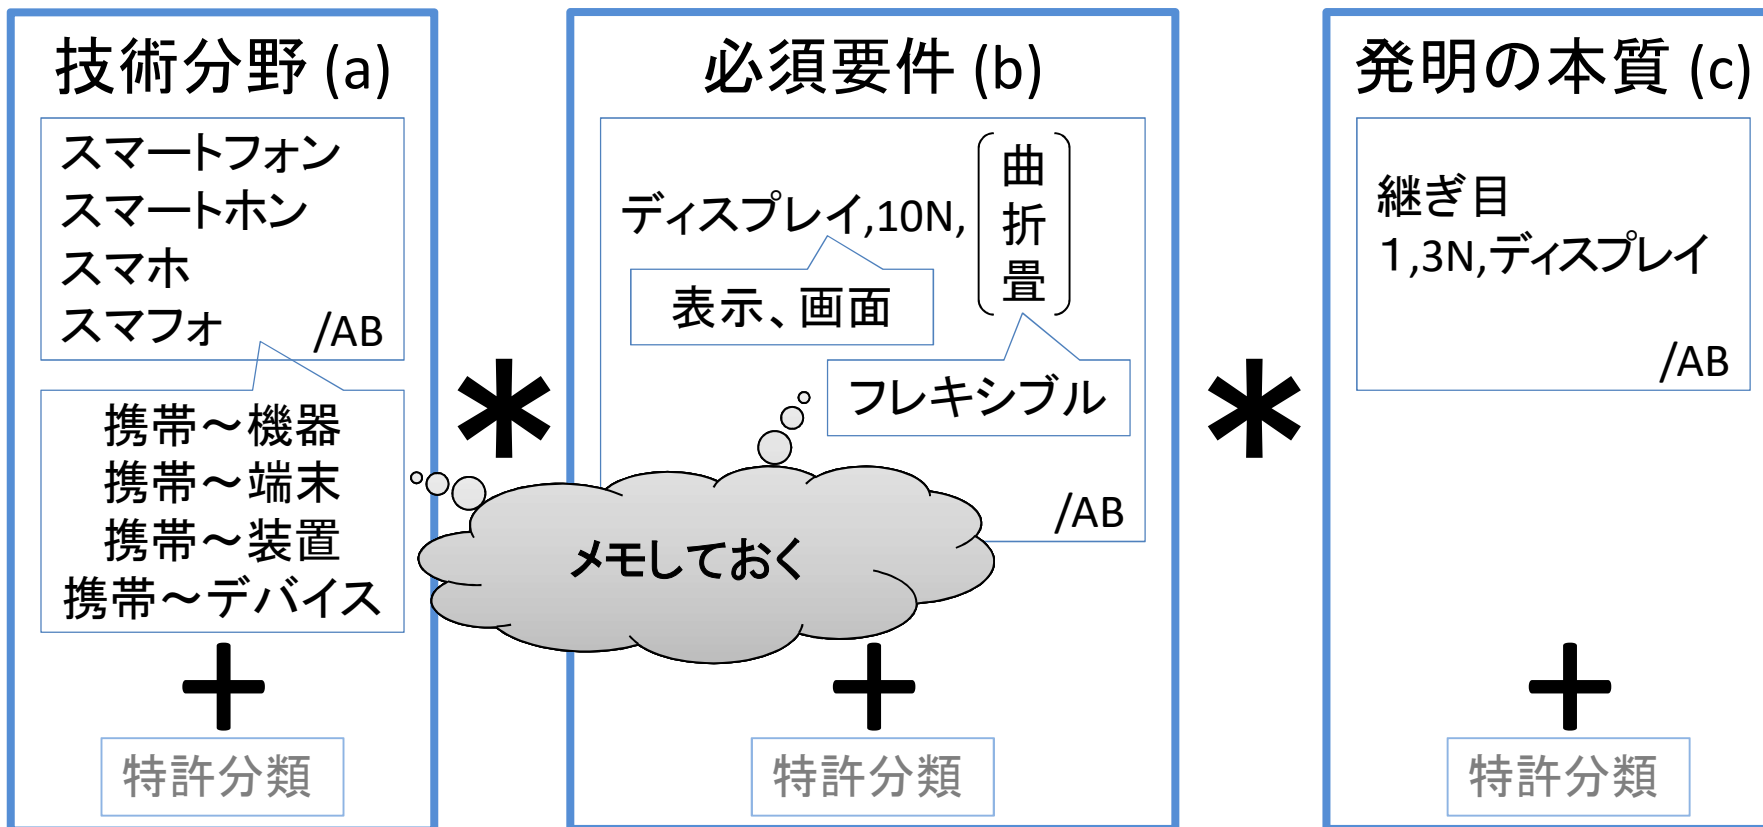 技術分野 (a)
スマートフォン
スマートホン
スマホ
スマフォ /AB
携帯～機器
携帯～端末
携帯～装置
携帯～デバイス
+
特許分類
*
必須要件 (b)
ディスプレイ,10N,
曲
折
畳
表示、画面
フレキシブル
/AB
メモしておく
+
特許分類
*
発明の本質 (c)
継ぎ目
１,3N,ディスプレイ
/AB
+
特許分類